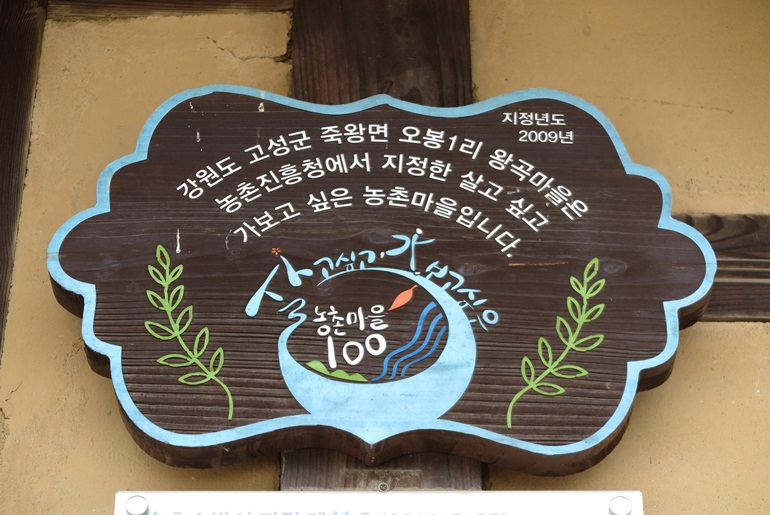 지정년도
2009년
강원도 고성군 죽왕면 오봉1리 왕곡마을은
농촌진흥청에서 지정한 살고 싶고
가보고 싶은 농촌마을입니다.
살고싶고 가보고싶은
농촌마을
100